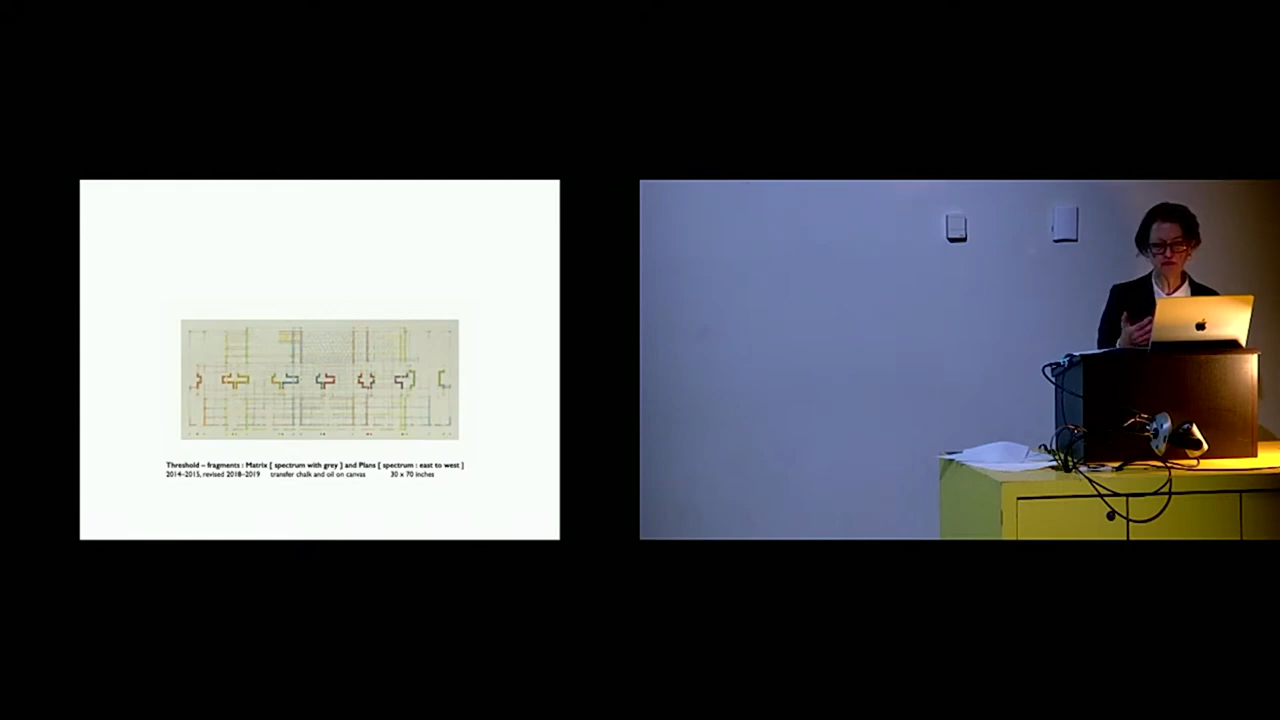 Threshold – fragments : Matrix [ spectrum with grey ] and Plans [ spectrum : east to west ]
2014–2015, revised 2018–2019 transfer chalk and oil on canvas 30 x 70 inches